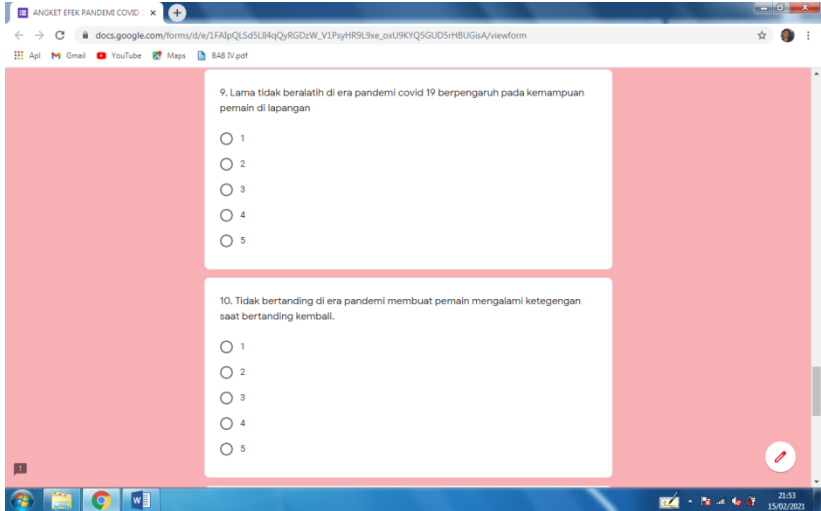 ANGKET EFEK PANDEMI COVID
docs.google.com/forms/d/e/1FAIpQLSd5L84qQyRGDzW_V1PsyHR9L9xe_oxU9KYQ5GUD5rHBUGisA/viewform
Apl Gmail YouTube Maps BAB IV.pdf
9. Lama tidak beralatih di era pandemi covid 19 berpengaruh pada kemampuan
pemain di lapangan
1
2
3
4
5
10. Tidak bertanding di era pandemi membuat pemain mengalami ketegengan
saat bertanding kembali.
1
2
3
4
5
21:53
15/02/2021